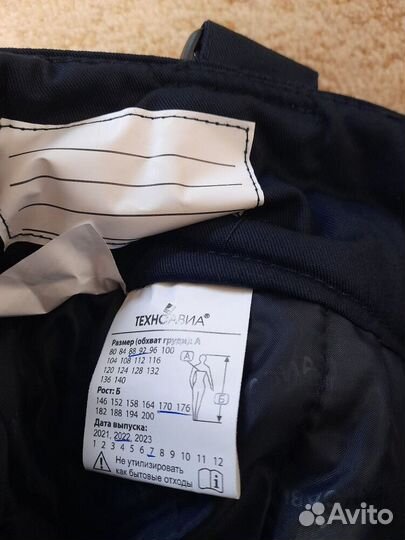 ТЕХНОАВИА®
Размер (обхват груди) А
80 84 88 92 96 100
104 108 112 116
120 124 128 132
136 140
А
Рост: Б
146 152 158 164 170 176
182 188 194 200
Б
Дата выпуска:
2021, 2022, 2023
1 2 3 4 5 6 7 8 9 10 11 12
Не утилизировать
как бытовые отходы
Avito